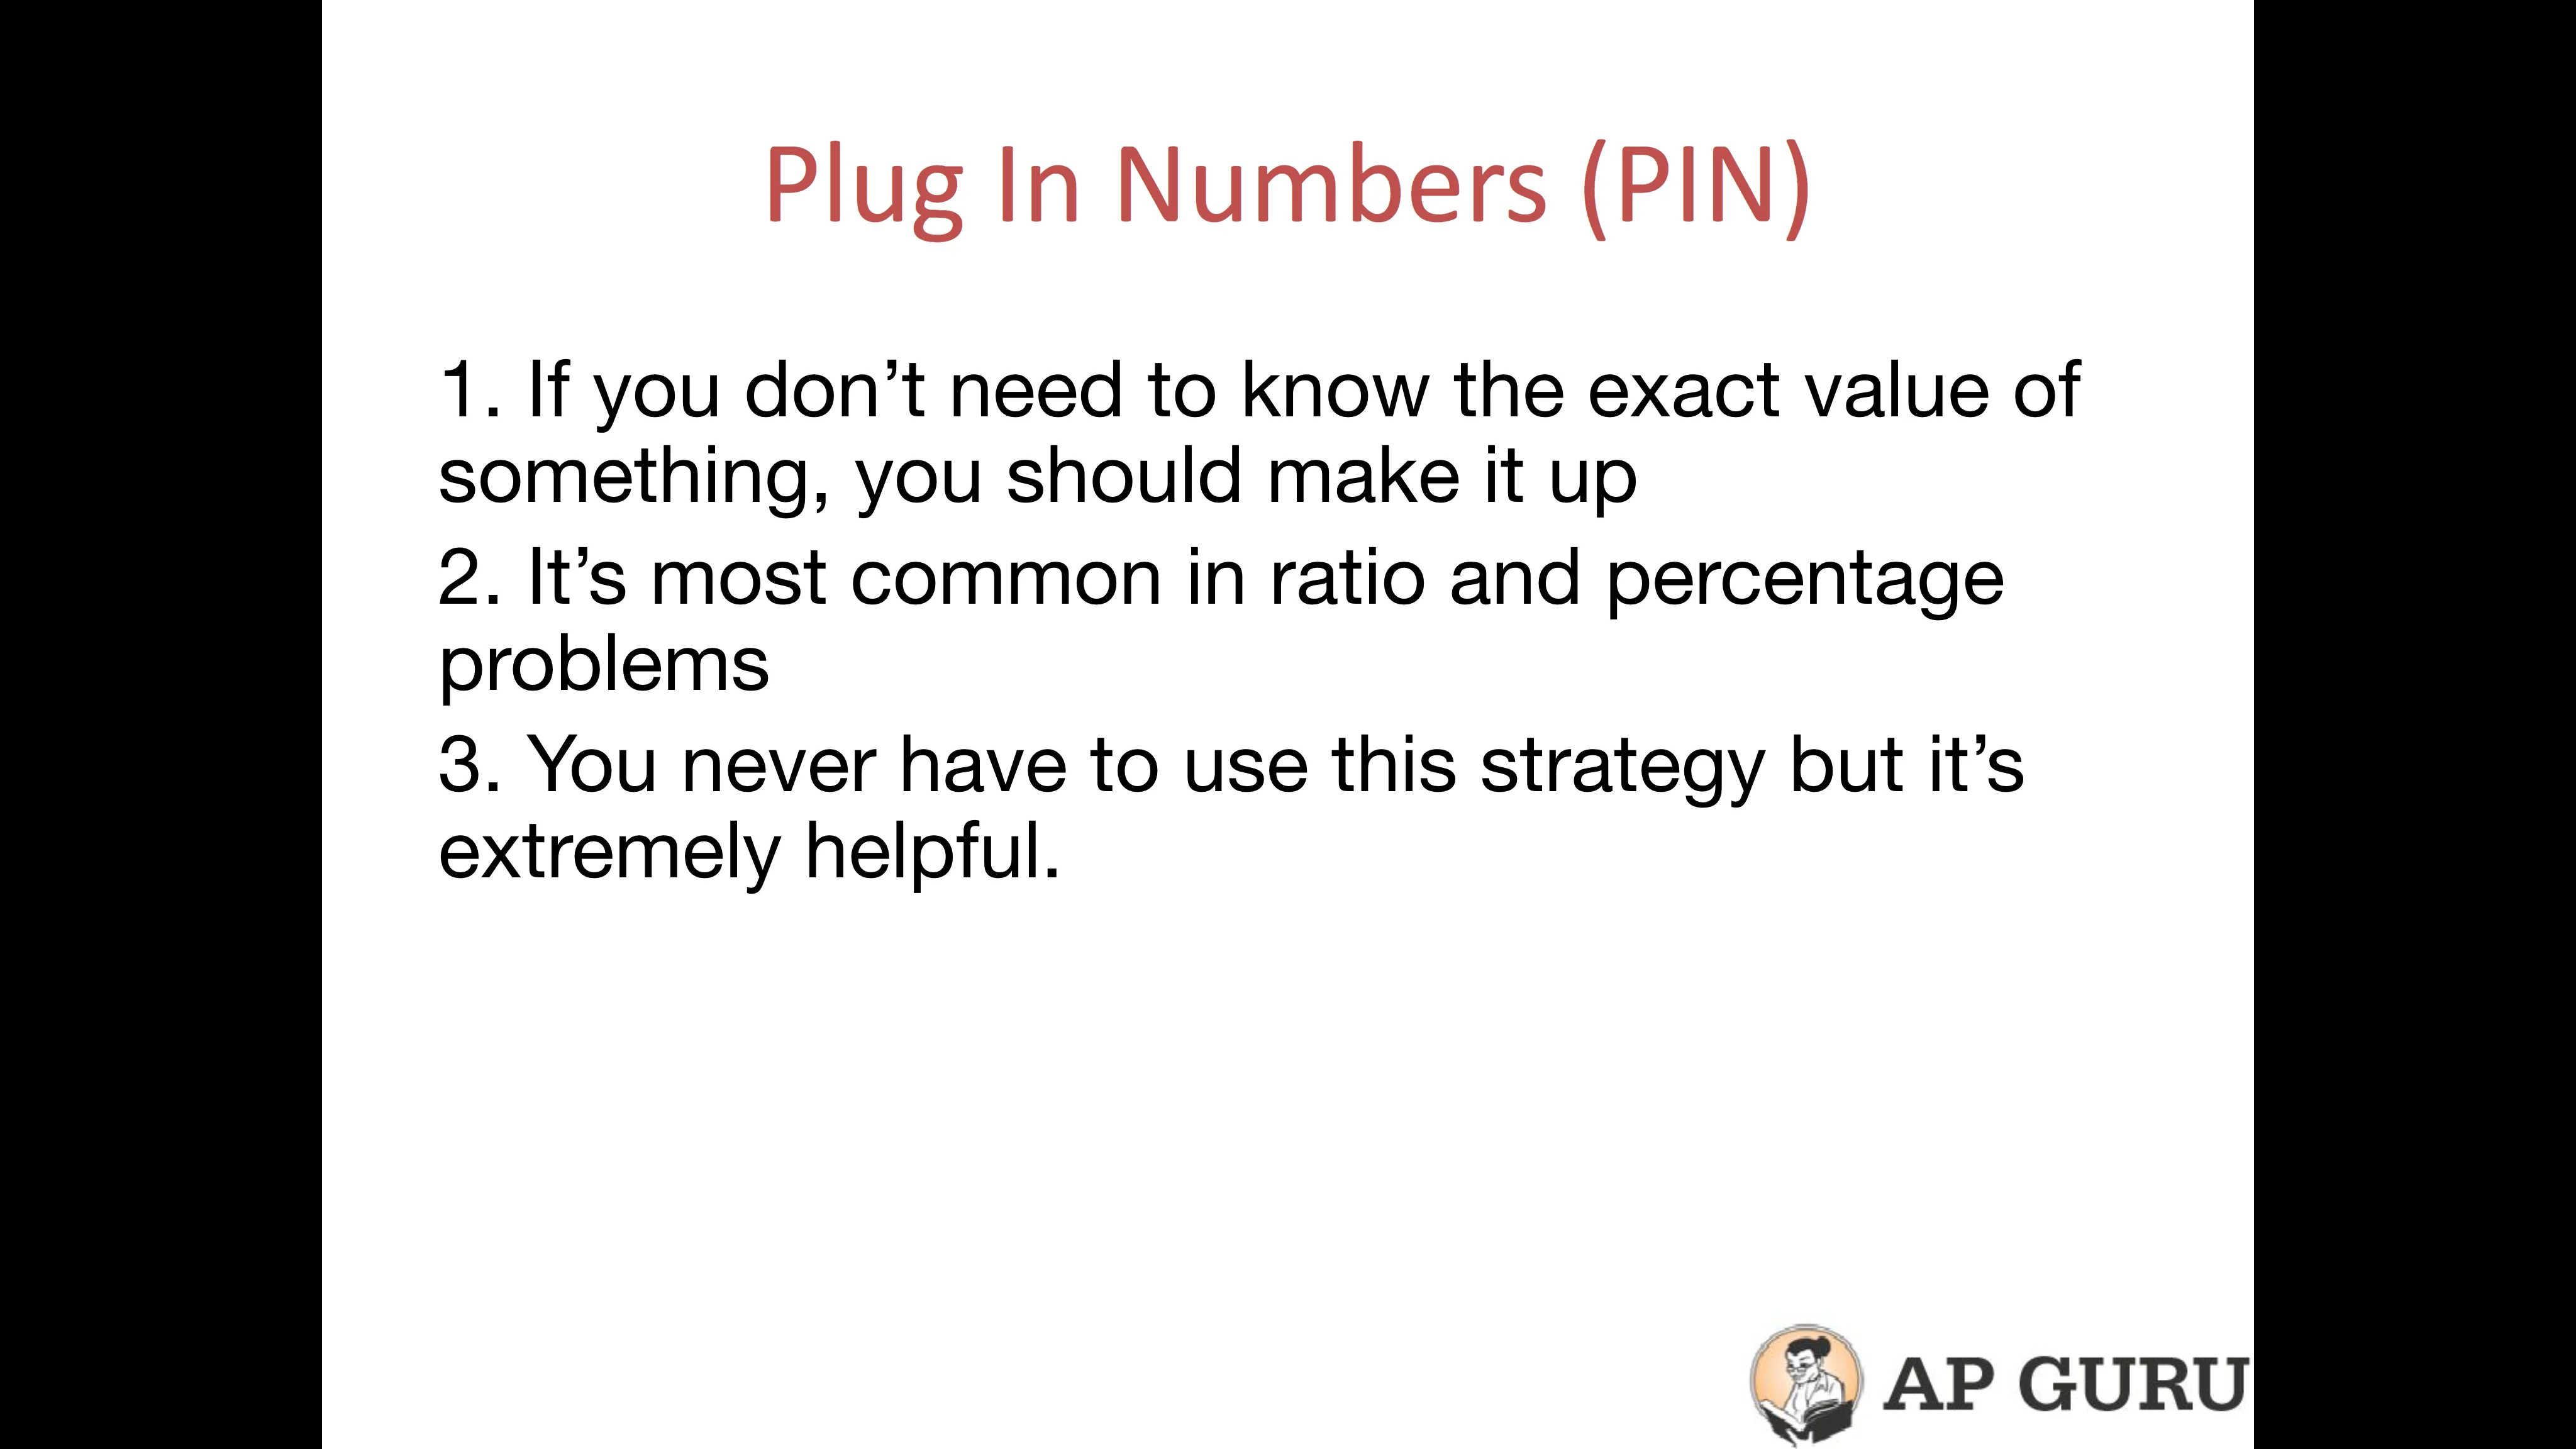 Plug In Numbers (PIN)
1. If you don’t need to know the exact value of
something, you should make it up
2. It’s most common in ratio and percentage
problems
3. You never have to use this strategy but it’s
extremely helpful.
AP GURU